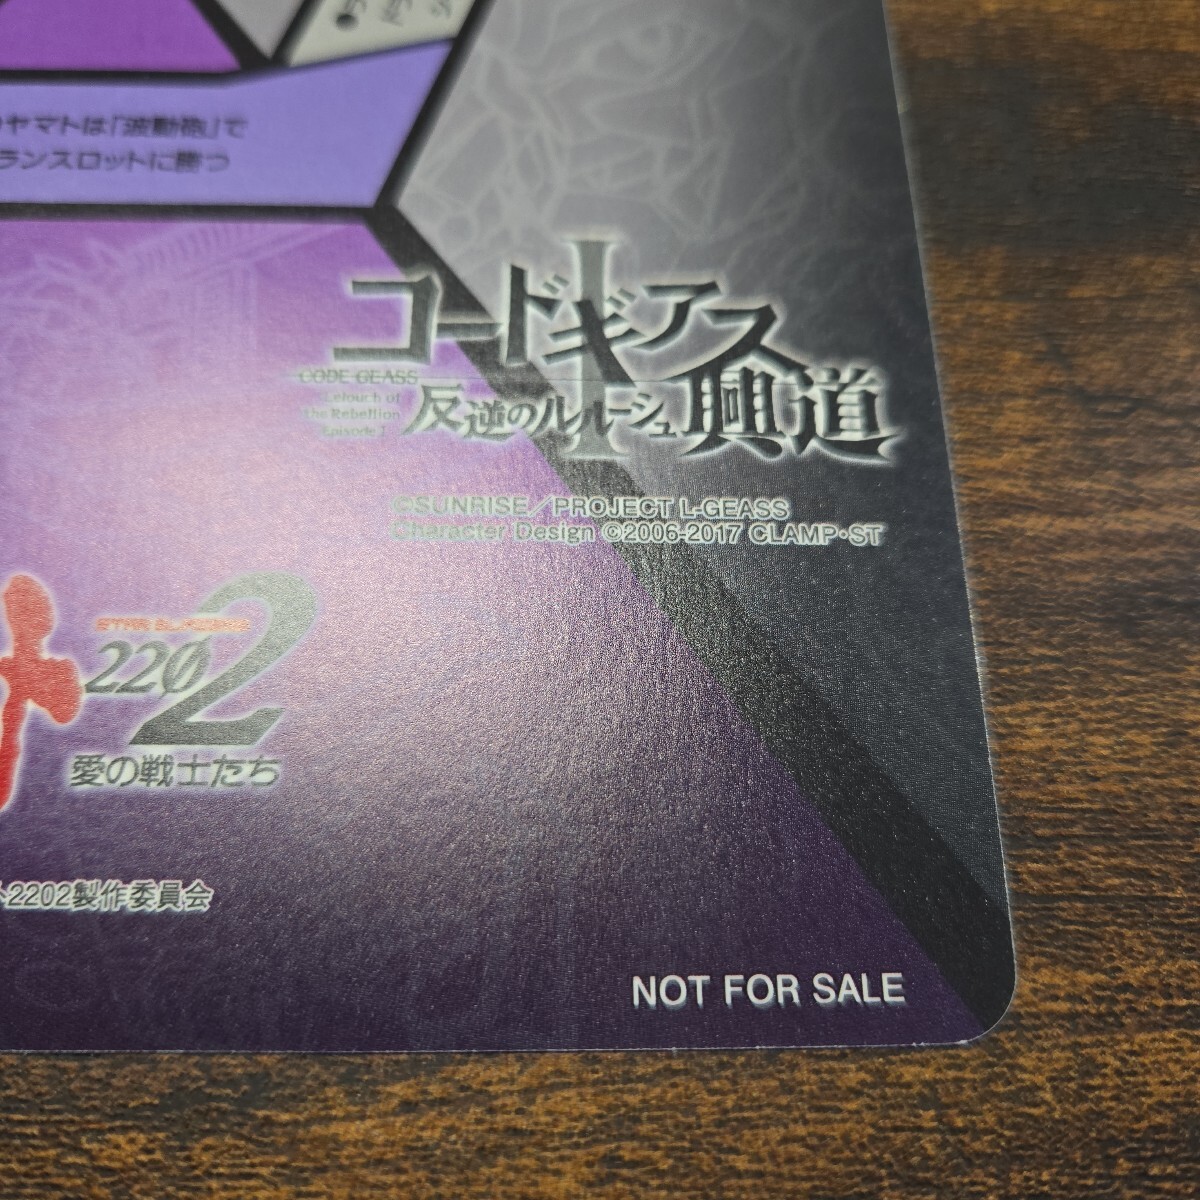 ヤマトは「波動砲」で
ランスロットに勝つ
コードギアス
CODE GEASS
Lelouch of
the Rebellion
Episode I
反逆のルルーシュ 興道
©SUNRISE／PROJECT L-GEASS
Character Design ©2006-2017 CLAMP・ST
STAR BLAZERS
2202
愛の戦士たち
2202製作委員会
NOT FOR SALE